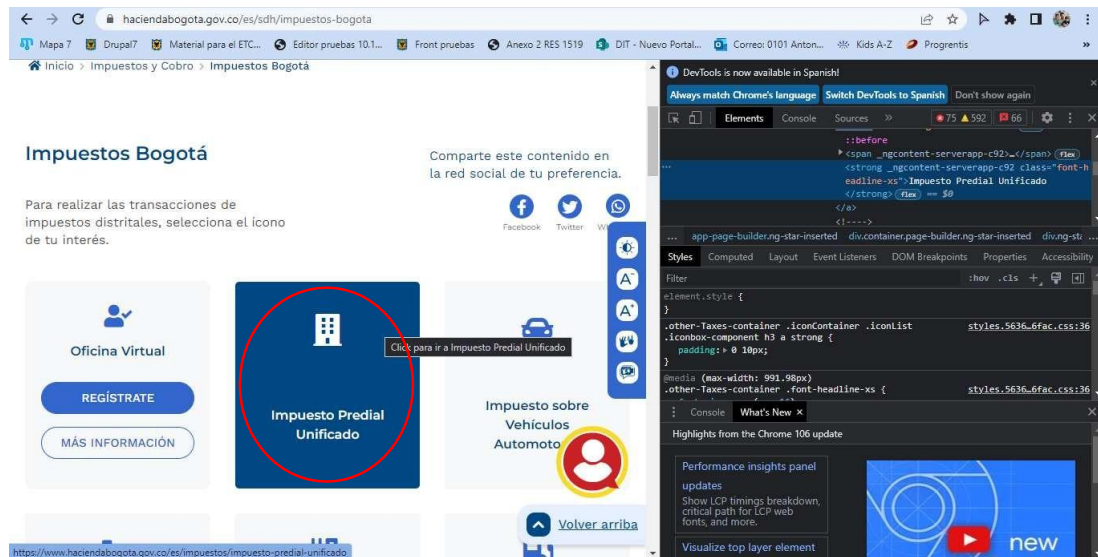 haciendabogota.gov.co/es/sdh/impuestos-bogota
Mapa 7 Drupal7 Material para el ETC... Editor pruebas 10.1... Front pruebas Anexo 2 RES 1519 DIT - Nuevo Portal... Correo: 0101 Anton... Kids A-Z Progrentis »
Inicio > Impuestos y Cobro > Impuestos Bogotá
Impuestos Bogotá
Para realizar las transacciones de
impuestos distritales, selecciona el ícono
de tu interés.
Comparte este contenido en
la red social de tu preferencia.
Facebook Twitter
A-
A+
Oficina Virtual
REGÍSTRATE
MÁS INFORMACIÓN
Impuesto Predial
Unificado
Click para ir a Impuesto Predial Unificado
Impuesto sobre
Vehículos
Volver arriba
https://www.haciendabogota.gov.co/es/impuestos/impuesto-predial-unificado
DevTools is now available in Spanish!
Always match Chrome's language Switch DevTools to Spanish Don't show again
Elements Console Sources » 75 592 66
::before
<span _ngcontent-serverapp-c92>…</span> flex
<strong _ngcontent-serverapp-c92 class="font-h
eadline-xs">Impuesto Predial Unificado
</strong> flex == $0
</a>
<!---->
... app-page-builder.ng-star-inserted div.container.page-builder.ng-star-inserted div.ng-sta ...
Styles Computed Layout Event Listeners DOM Breakpoints Properties Accessibility
Filter :hov .cls +
element.style {
}
.other-Taxes-container .iconContainer .iconList styles.5636…6fac.css:36
.iconbox-component h3 a strong {
padding: 0 10px;
}
@media (max-width: 991.98px)
.other-Taxes-container .font-headline-xs { styles.5636…6fac.css:36
Console What's New ×
Highlights from the Chrome 106 update
Performance insights panel
updates
Show LCP timings breakdown,
critical path for LCP web
fonts, and more.
Visualize top layer element
new